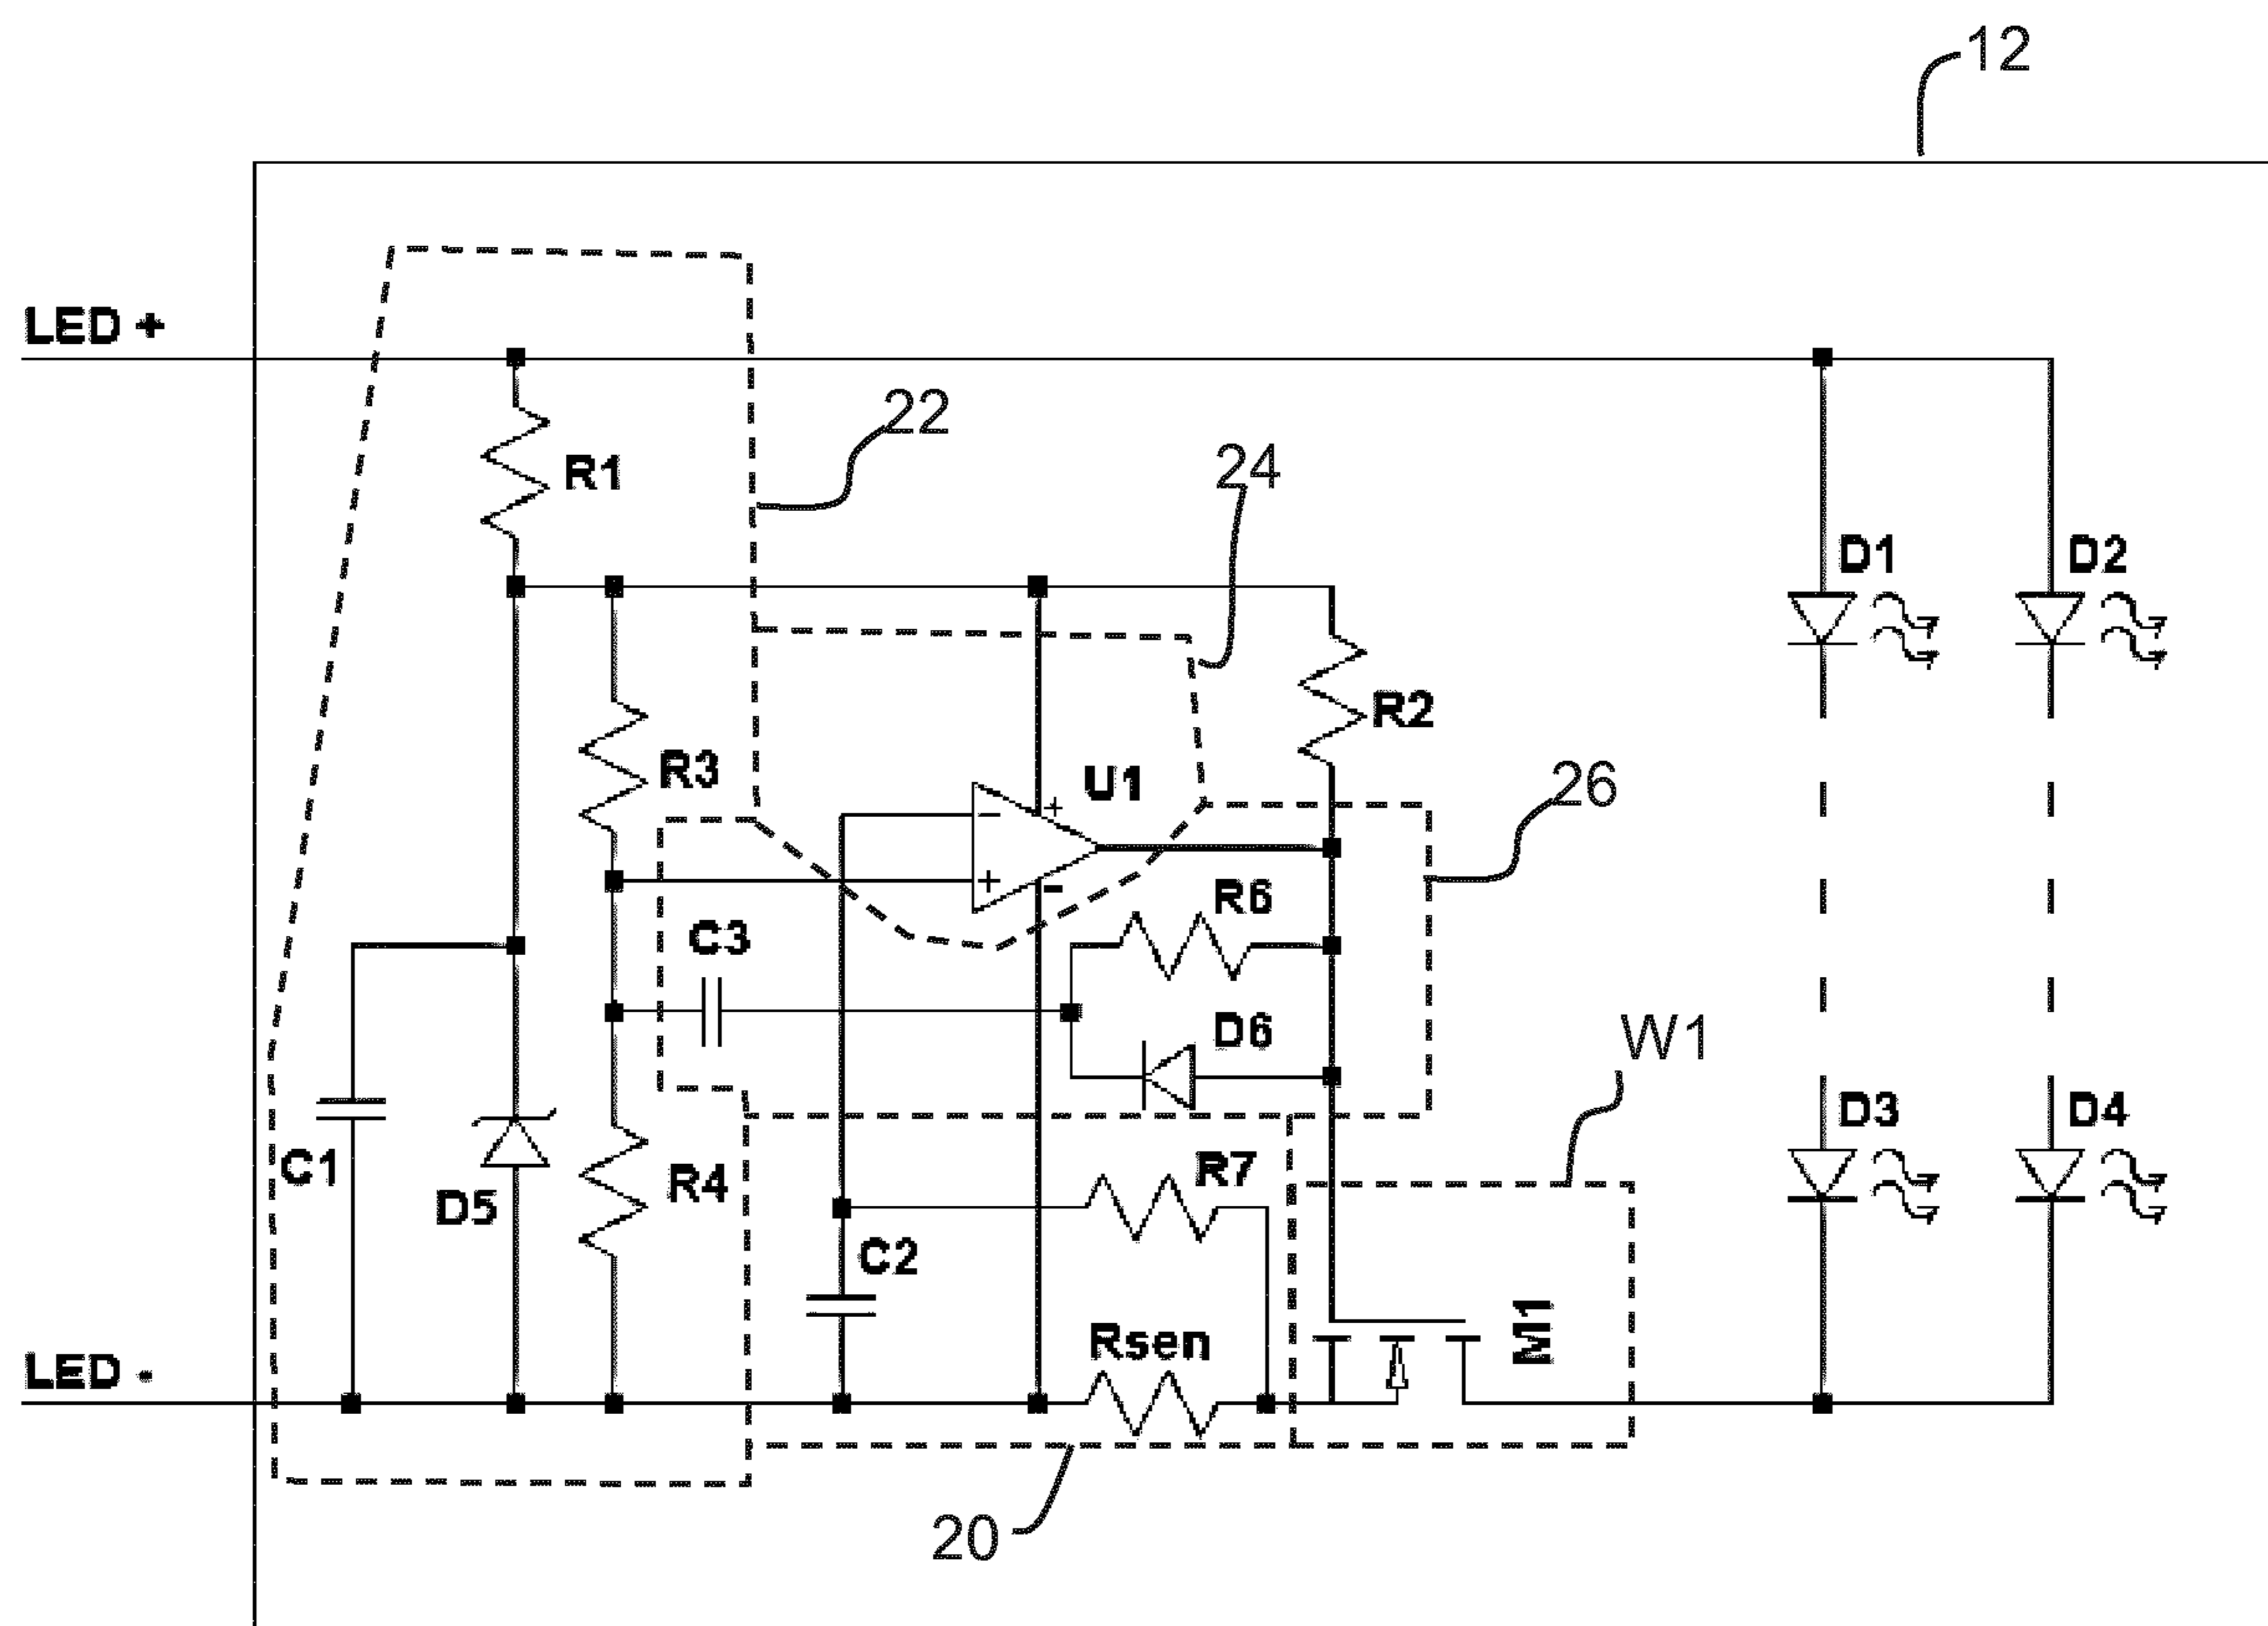 12
LED +
22
R1
24
D1
D2
R2
R3
U1
26
+
−
+
-
R6
C3
D6
W1
D3
D4
C1
R7
R4
D5
C2
M1
Rsen
LED -
20